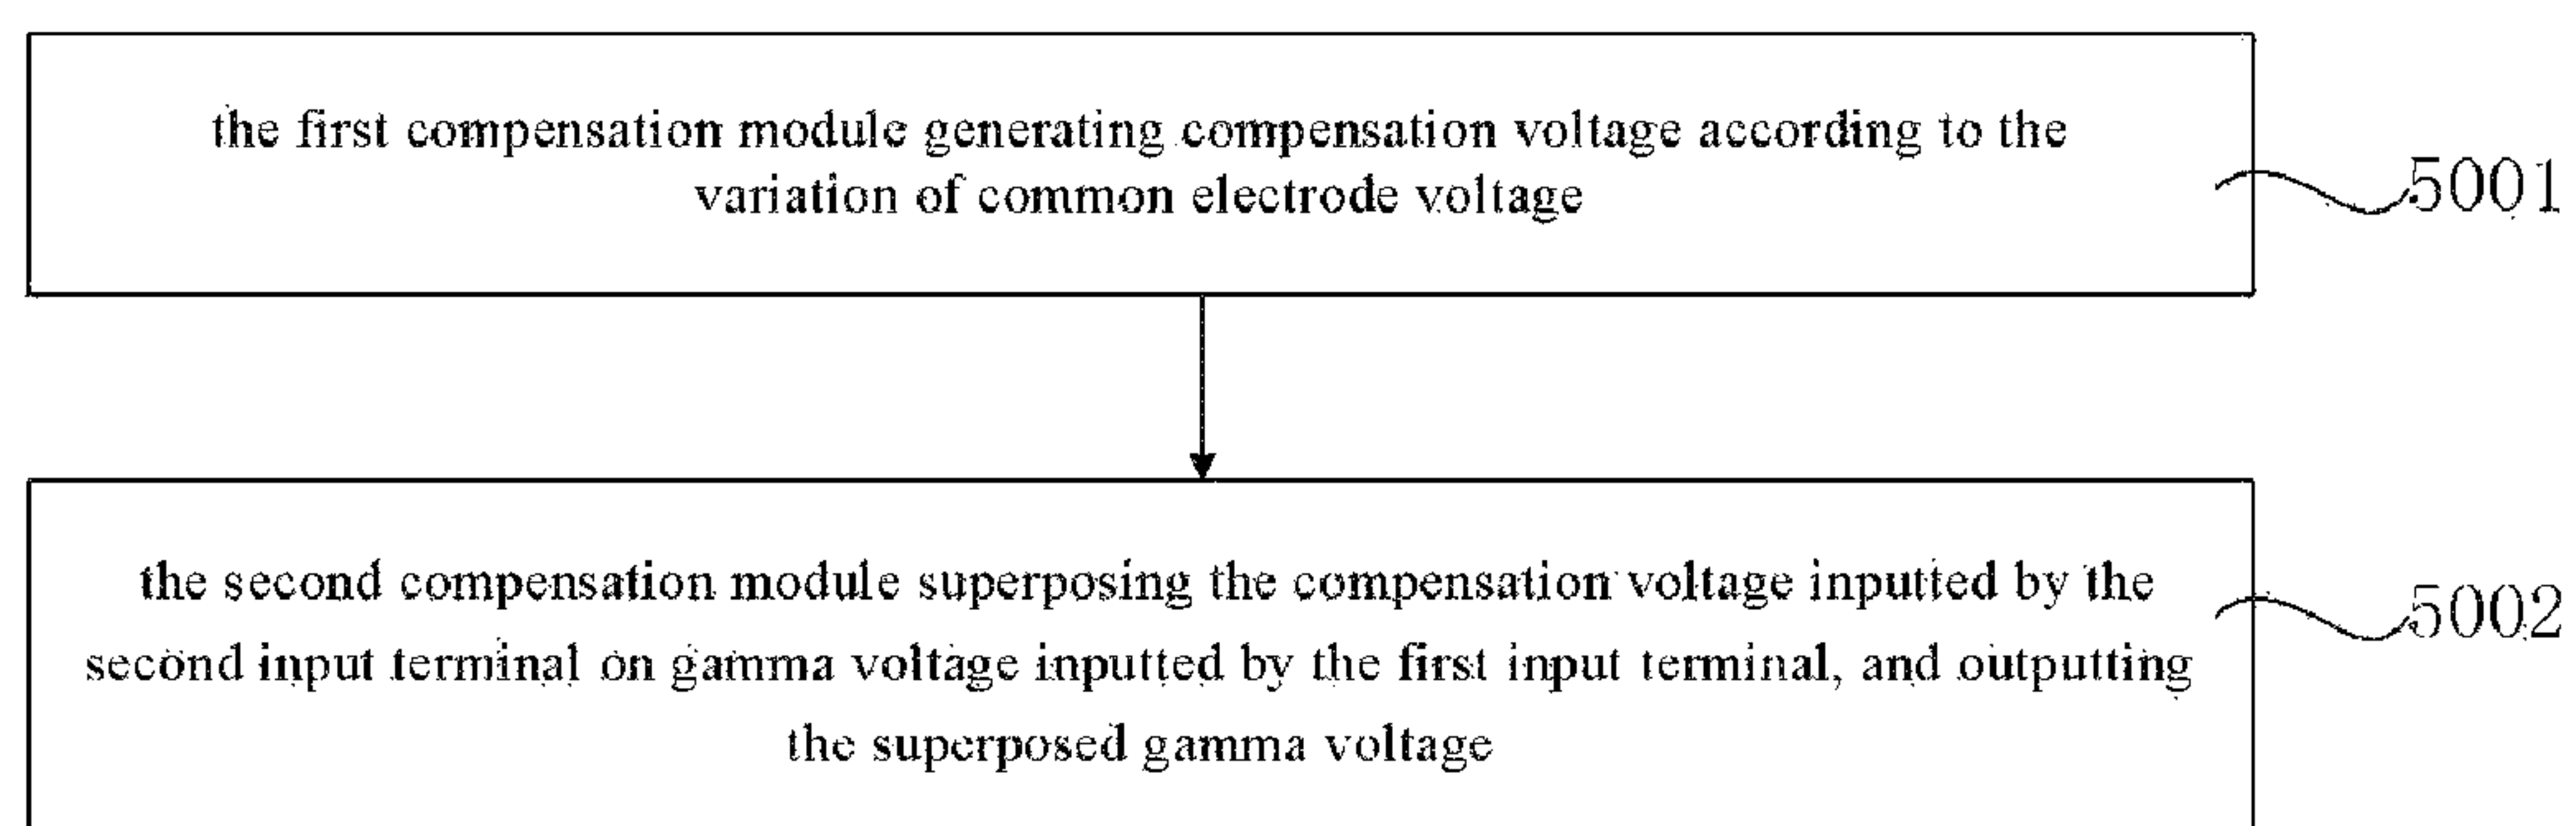 the first compensation module generating compensation voltage according to the
variation of common electrode voltage
5001
the second compensation module superposing the compensation voltage inputted by the
second input terminal on gamma voltage inputted by the first input terminal, and outputting
the superposed gamma voltage
5002